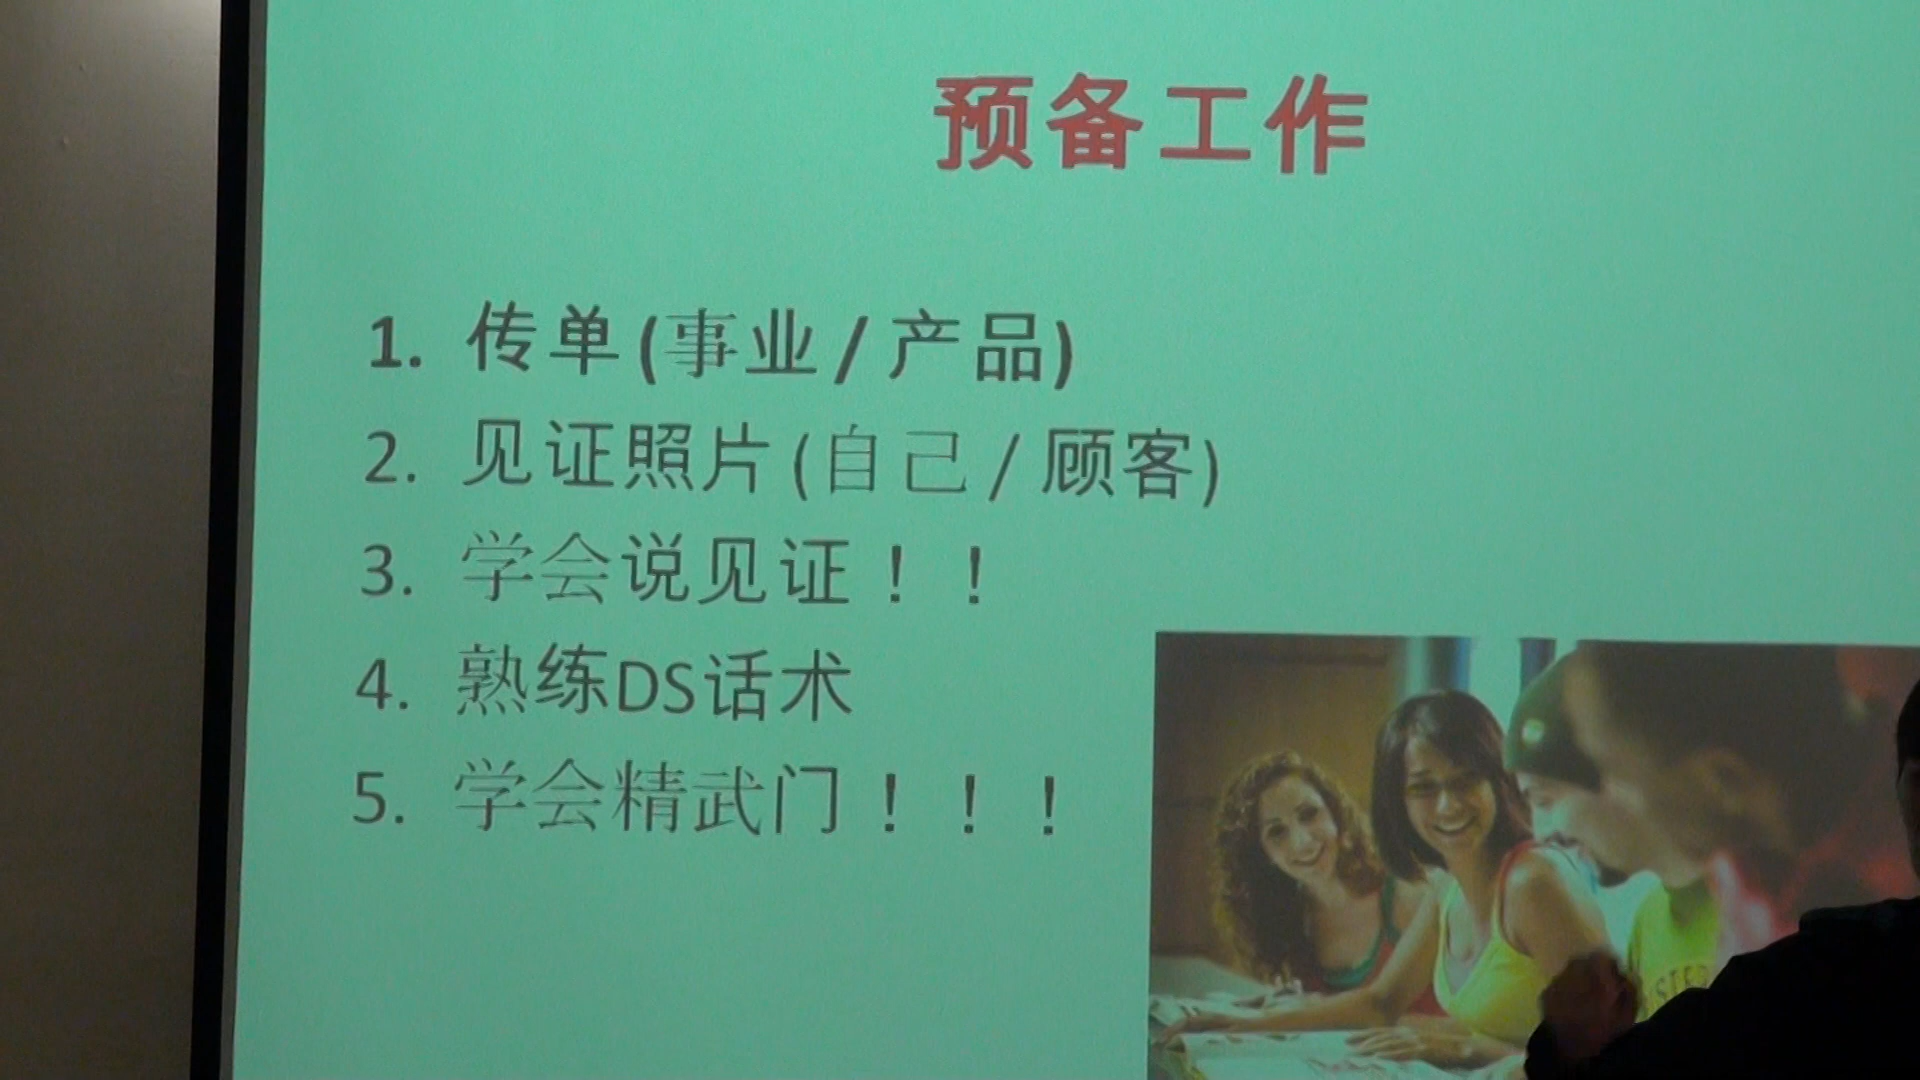 预备工作
1. 传单(事业/产品)
2. 见证照片(自己/顾客)
3. 学会说见证！！
4. 熟练DS话术
5. 学会精武门！！！